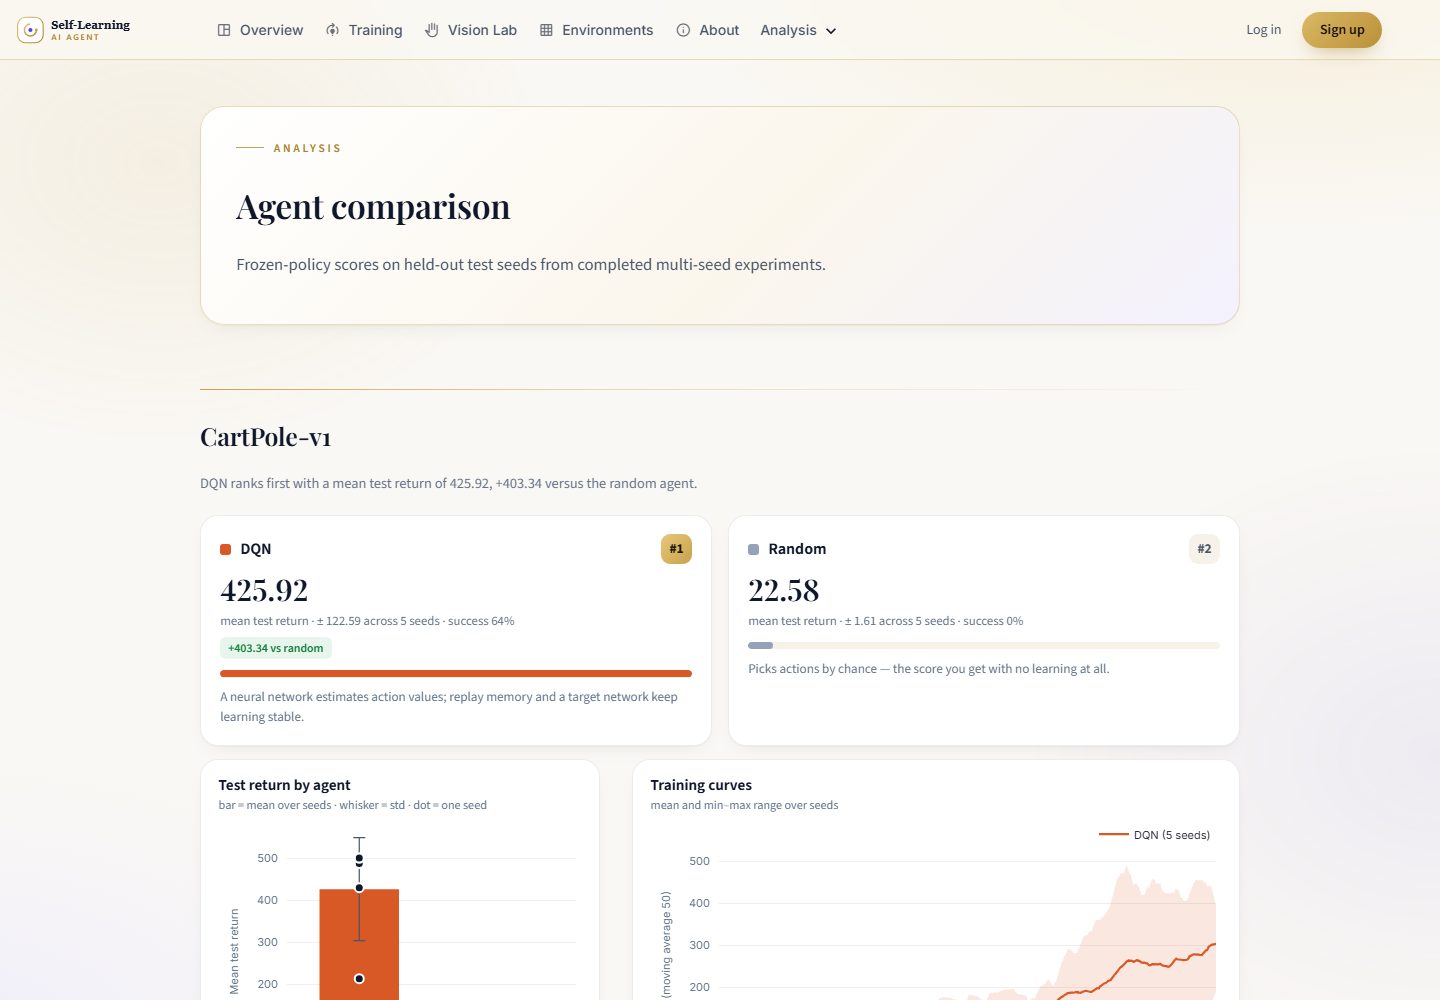 Self-Learning
AI AGENT
Overview
Training
Vision Lab
Environments
About
Analysis
Log in
Sign up
ANALYSIS
Agent comparison
Frozen-policy scores on held-out test seeds from completed multi-seed experiments.
CartPole-v1
DQN ranks first with a mean test return of 425.92, +403.34 versus the random agent.
DQN
#1
425.92
mean test return · ± 122.59 across 5 seeds · success 64%
+403.34 vs random
A neural network estimates action values; replay memory and a target network keep
learning stable.
Random
#2
22.58
mean test return · ± 1.61 across 5 seeds · success 0%
Picks actions by chance — the score you get with no learning at all.
Test return by agent
bar = mean over seeds · whisker = std · dot = one seed
500
400
300
200
Mean test return
Training curves
mean and min–max range over seeds
DQN (5 seeds)
500
400
300
200
(moving average 50)